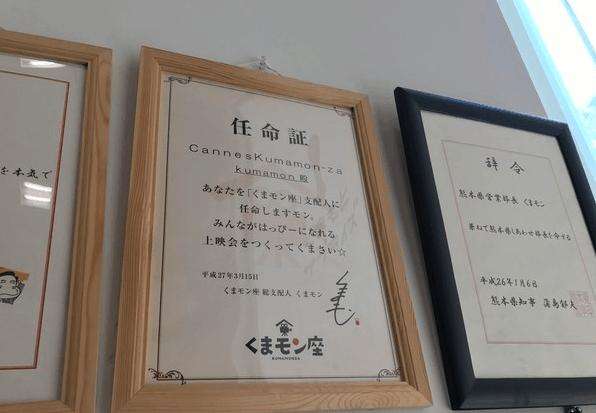 を本気で
任命証
CannesKumamon-za
kumamon 殿
あなたを「くまモン座」支配人に
任命しますモン。
みんながはっぴーになれる
上映会をつくってくまさい☆
平成27年3月15日
くまモン座 総支配人 くまモン
くまモン座
KUMAMONZA
辞令
熊本県営業部長 くまモン
兼ねて熊本県しあわせ部長を命ずる
平成26年1月6日
熊本県知事 蒲島郁夫